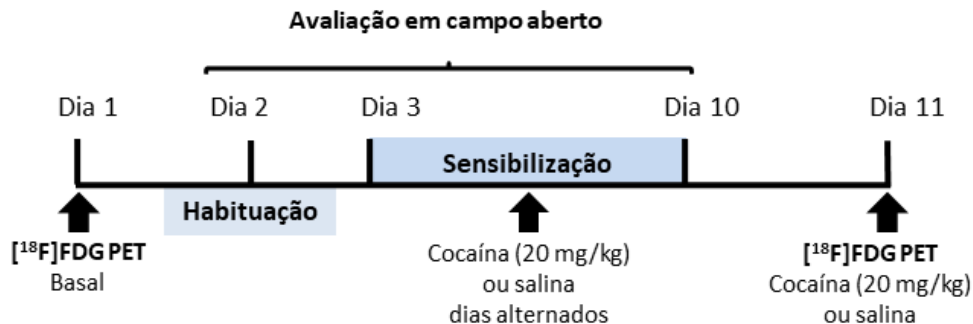 Avaliação em campo aberto
Dia 1
Dia 2
Dia 3
Dia 10
Dia 11
Sensibilização
Habituação
[¹⁸F]FDG PET
Basal
Cocaína (20 mg/kg)
ou salina
dias alternados
[¹⁸F]FDG PET
Cocaína (20 mg/kg)
ou salina